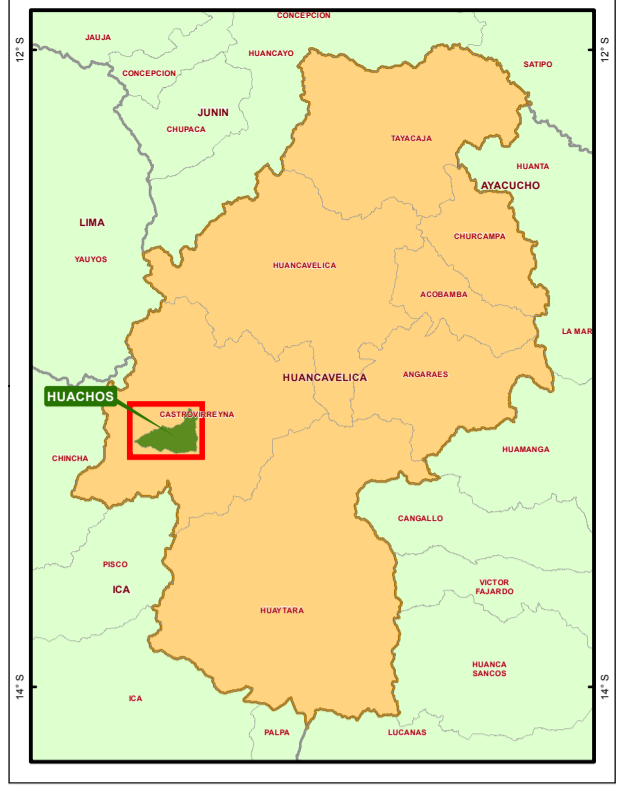 CONCEPCION
JAUJA
12° S
12° S
HUANCAYO
SATIPO
CONCEPCION
JUNIN
CHUPACA
TAYACAJA
HUANTA
AYACUCHO
LIMA
CHURCAMPA
YAUYOS
HUANCAVELICA
ACOBAMBA
LA MAR
HUANCAVELICA
ANGARAES
HUACHOS
CASTROVIRREYNA
CHINCHA
HUAMANGA
CANGALLO
PISCO
ICA
VICTOR
FAJARDO
HUAYTARA
HUANCA
SANCOS
14° S
14° S
ICA
PALPA
LUCANAS